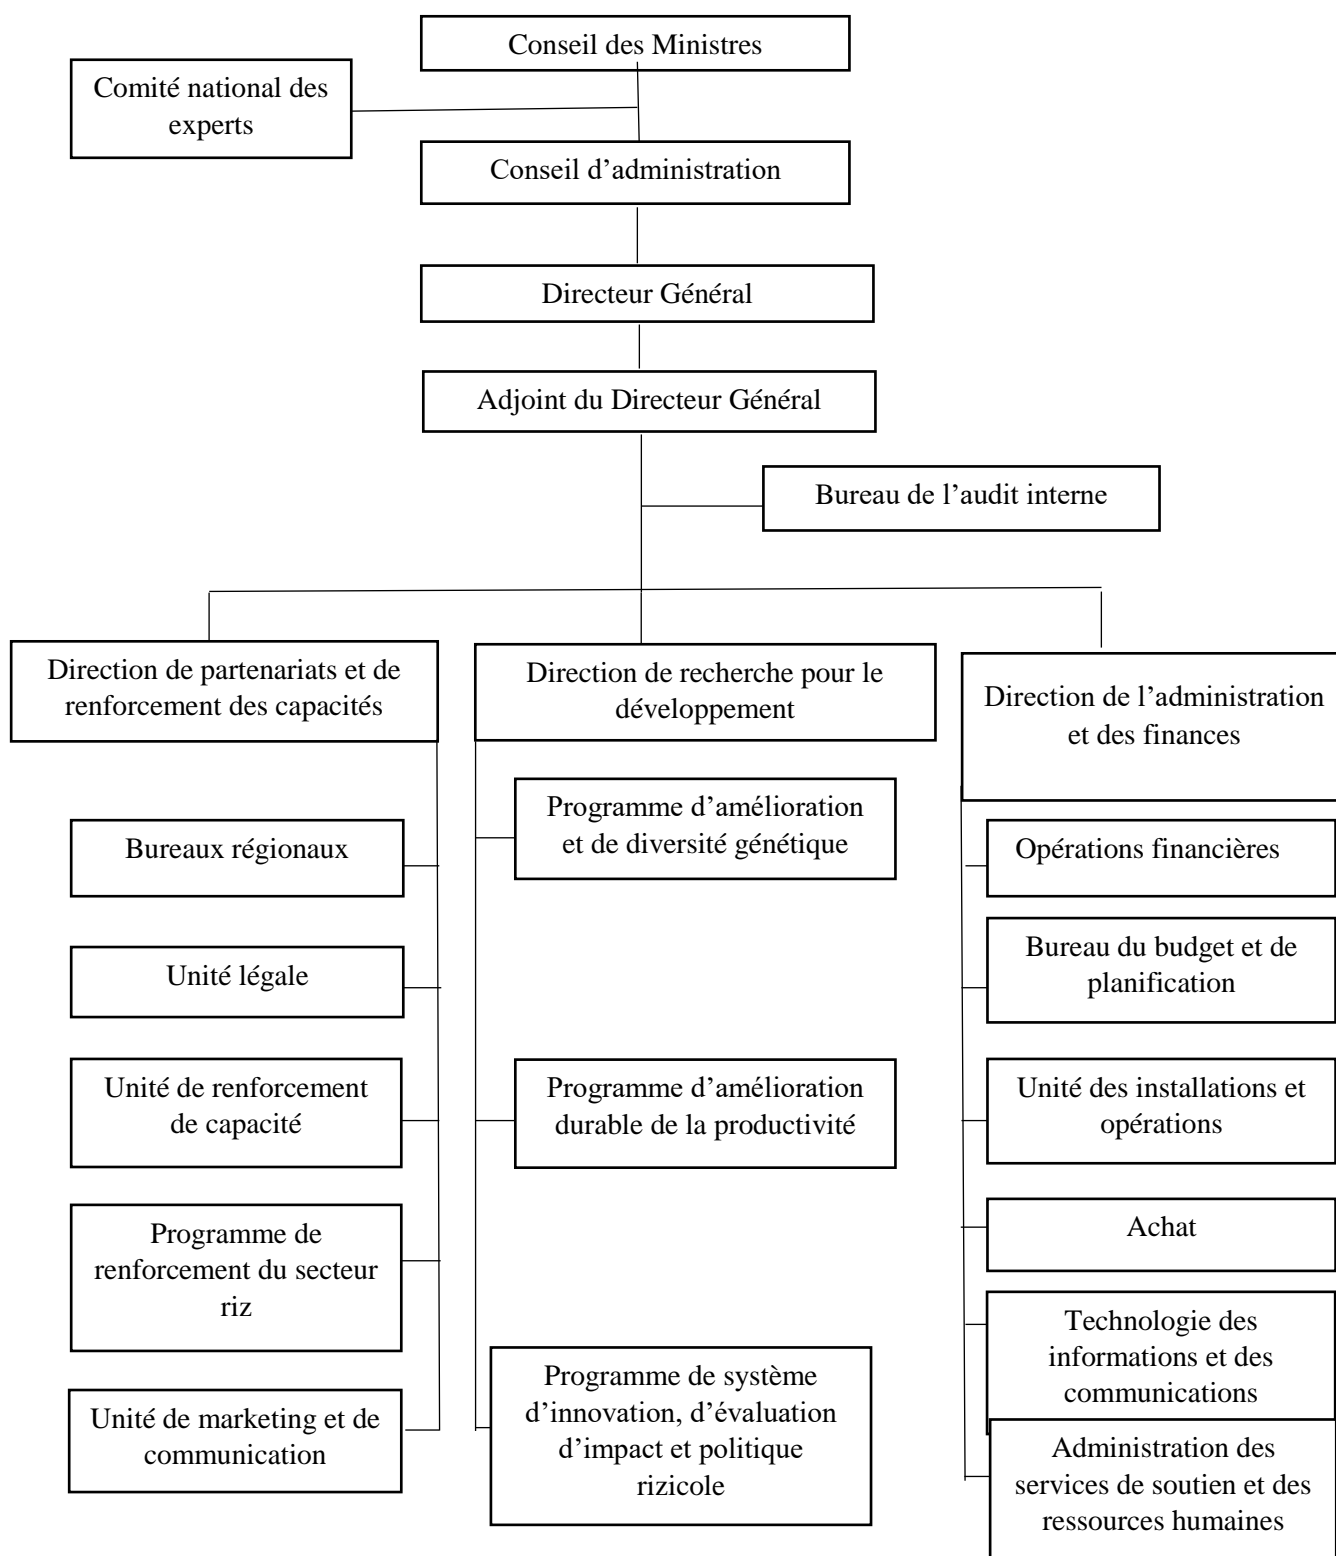 Conseil des Ministres
Comité national des
experts
Conseil d’administration
Directeur Général
Adjoint du Directeur Général
Bureau de l’audit interne
Direction de partenariats et de
renforcement des capacités
Bureaux régionaux
Unité légale
Unité de renforcement
de capacité
Programme de
renforcement du secteur
riz
Unité de marketing et de
communication
Direction de recherche pour le
développement
Programme d’amélioration
et de diversité génétique
Programme d’amélioration
durable de la productivité
Programme de système
d’innovation, d’évaluation
d’impact et politique
rizicole
Direction de l’administration
et des finances
Opérations financières
Bureau du budget et de
planification
Unité des installations et
opérations
Achat
Technologie des
informations et des
communications
Administration des
services de soutien et des
ressources humaines